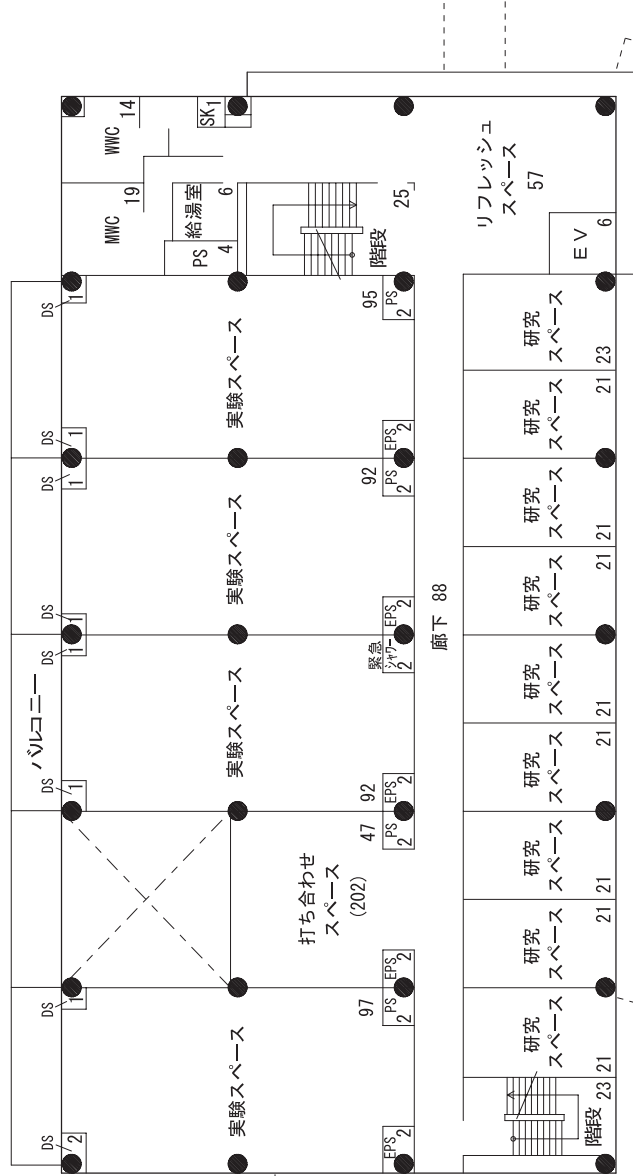 バルコニー
DS
2
DS
1
DS
1
DS
1
DS
1
DS
1
DS
1
DS
1
MWC
19
WWC
14
PS
4
給湯室
6
SK
1
実験スペース
97
打ち合わせ
スペース
(202)
47
実験スペース
92
実験スペース
92
実験スペース
95
階段
25
EPS
2
PS
2
EPS
2
PS
2
EPS
2
緊急
シャワー
2
EPS
2
PS
2
EPS
2
PS
2
廊下 88
リフレッシュ
スペース
57
EV
6
階段
23
研究
スペース
21
研究
スペース
21
研究
スペース
21
研究
スペース
21
研究
スペース
21
研究
スペース
21
研究
スペース
21
研究
スペース
21
研究
スペース
23